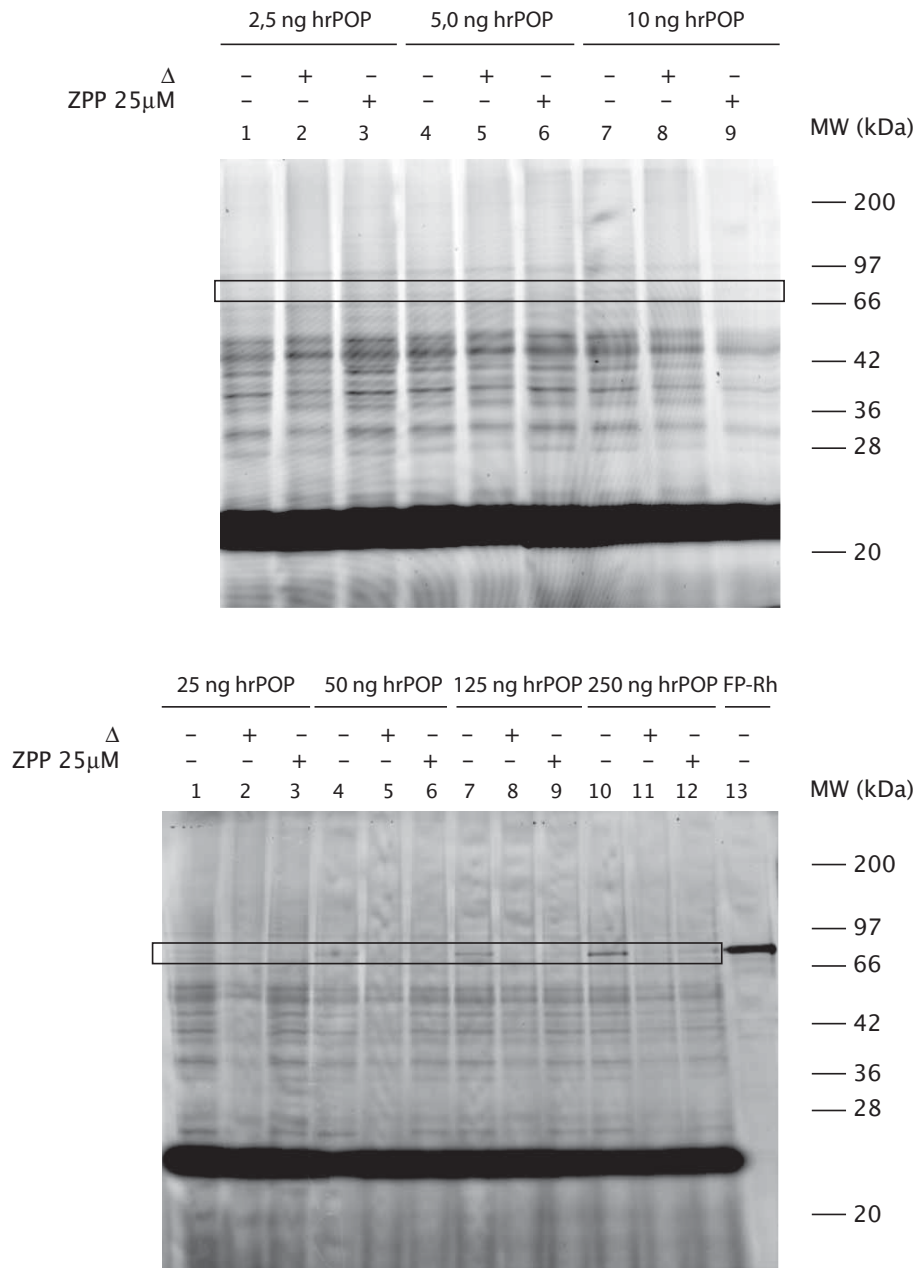 2,5 ng hrPOP 5,0 ng hrPOP 10 ng hrPOP
Δ – + – – + – – + –
ZPP 25μM – – + – – + – – +
1 2 3 4 5 6 7 8 9 MW (kDa)
200
97
66
42
36
28
20
25 ng hrPOP 50 ng hrPOP 125 ng hrPOP 250 ng hrPOP FP-Rh
Δ – + – – + – – + – – + – –
ZPP 25μM – – + – – + – – + – – + –
1 2 3 4 5 6 7 8 9 10 11 12 13 MW (kDa)
200
97
66
42
36
28
20